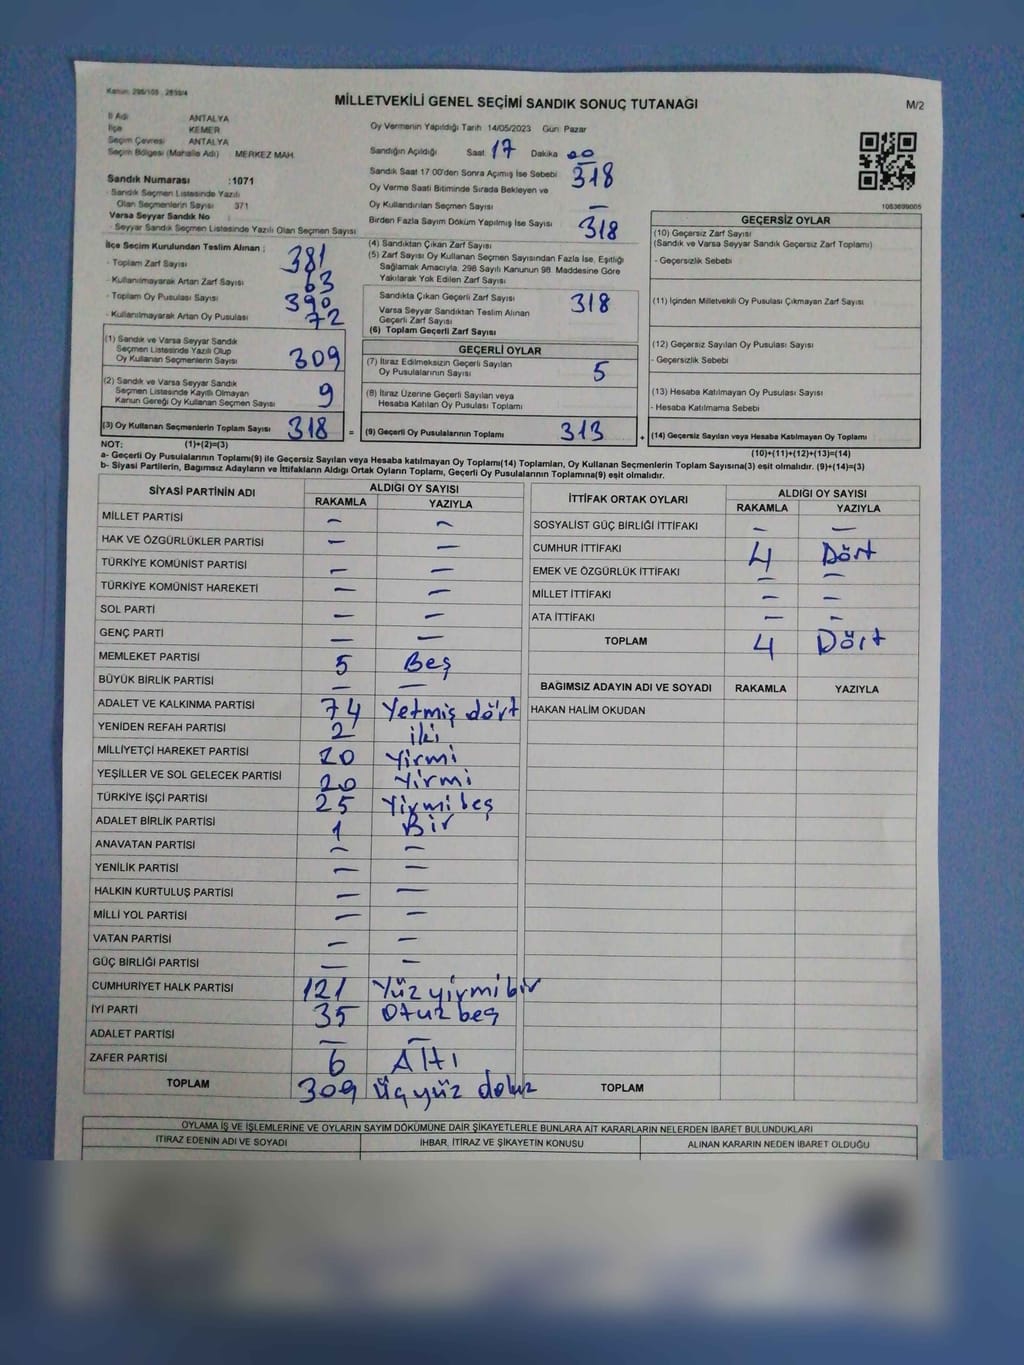 Kanun: 298/105 - 2839/4
MİLLETVEKİLİ GENEL SEÇİMİ SANDIK SONUÇ TUTANAĞI
M/2
İl Adı ANTALYA
İlçe KEMER
Seçim Çevresi ANTALYA
Seçim Bölgesi (Mahalle Adı) : MERKEZ MAH.
Sandık Numarası :1071
- Sandık Seçmen Listesinde Yazılı
Olan Seçmenlerin Sayısı 371
Varsa Seyyar Sandık No :
- Seyyar Sandık Seçmen Listesinde Yazılı Olan Seçmen Sayısı
İlçe Seçim Kurulundan Teslim Alınan ;
- Toplam Zarf Sayısı 381
- Kullanılmayarak Artan Zarf Sayısı 63
- Toplam Oy Pusulası Sayısı 390
- Kullanılmayarak Artan Oy Pusulası 72
(1) Sandık ve Varsa Seyyar Sandık
Seçmen Listesinde Yazılı Olup
Oy Kullanan Seçmenlerin Sayısı 309
(2) Sandık ve Varsa Seyyar Sandık
Seçmen Listesinde Kayıtlı Olmayan
Kanun Gereği Oy Kullanan Seçmen Sayısı 9
(3) Oy Kullanan Seçmenlerin Toplam Sayısı 318 =
Oy Vermenin Yapıldığı Tarih 14/05/2023 Gün: Pazar
Sandığın Açıldığı Saat 17 Dakika 00
Sandık Saat 17:00'den Sonra Açımış İse Sebebi 318
Oy Verme Saati Bitiminde Sırada Bekleyen ve
Oy Kullandırılan Seçmen Sayısı —
Birden Fazla Sayım Döküm Yapılmış İse Sayısı 318
(4) Sandıktan Çıkan Zarf Sayısı
(5) Zarf Sayısı Oy Kullanan Seçmen Sayısından Fazla İse, Eşitliği
Sağlamak Amacıyla, 298 Sayılı Kanunun 98. Maddesine Göre
Yakılarak Yok Edilen Zarf Sayısı
Sandıkta Çıkan Geçerli Zarf Sayısı 318
Varsa Seyyar Sandıktan Teslim Alınan
Geçerli Zarf Sayısı
(6) Toplam Geçerli Zarf Sayısı
GEÇERLİ OYLAR
(7) İtiraz Edilmeksizin Geçerli Sayılan
Oy Pusulalarının Sayısı 5
(8) İtiraz Üzerine Geçerli Sayılan veya
Hesaba Katılan Oy Pusulası Toplamı
(9) Geçerli Oy Pusulalarının Toplamı 313 +
1083699005
GEÇERSİZ OYLAR
(10) Geçersiz Zarf Sayısı
(Sandık ve Varsa Seyyar Sandık Geçersiz Zarf Toplamı)
- Geçersizlik Sebebi
(11) İçinden Milletvekili Oy Pusulası Çıkmayan Zarf Sayısı
(12) Geçersiz Sayılan Oy Pusulası Sayısı
- Geçersizlik Sebebi
(13) Hesaba Katılmayan Oy Pusulası Sayısı
- Hesaba Katılmama Sebebi
(14) Geçersiz Sayılan veya Hesaba Katılmayan Oy Pusulası Toplamı
NOT: (1)+(2)=(3) (10)+(11)+(12)+(13)=(14)
a- Geçerli Oy Pusulalarının Toplamı(9) ile Geçersiz Sayılan veya Hesaba katılmayan Oy Toplamı(14) Toplamları, Oy Kullanan Seçmenlerin Toplam Sayısına(3) eşit olmalıdır. (9)+(14)=(3)
b- Siyasi Partilerin, Bağımsız Adayların ve İttifakların Aldığı Ortak Oyların Toplamı, Geçerli Oy Pusulalarının Toplamına(9) eşit olmalıdır.
SİYASİ PARTİNİN ADI ALDIĞI OY SAYISI
RAKAMLA YAZIYLA
MİLLET PARTİSİ — —
HAK VE ÖZGÜRLÜKLER PARTİSİ — —
TÜRKİYE KOMÜNİST PARTİSİ — —
TÜRKİYE KOMÜNİST HAREKETİ — —
SOL PARTİ — —
GENÇ PARTİ — —
MEMLEKET PARTİSİ 5 Beş
BÜYÜK BİRLİK PARTİSİ — —
ADALET VE KALKINMA PARTİSİ 74 Yetmiş dört
YENİDEN REFAH PARTİSİ 2 iki
MİLLİYETÇİ HAREKET PARTİSİ 20 Yirmi
YEŞİLLER VE SOL GELECEK PARTİSİ 20 Yirmi
TÜRKİYE İŞÇİ PARTİSİ 25 Yirmi beş
ADALET BİRLİK PARTİSİ 1 Bir
ANAVATAN PARTİSİ — —
YENİLİK PARTİSİ — —
HALKIN KURTULUŞ PARTİSİ — —
MİLLİ YOL PARTİSİ — —
VATAN PARTİSİ — —
GÜÇ BİRLİĞİ PARTİSİ — —
CUMHURİYET HALK PARTİSİ 121 Yüz yirmi bir
İYİ PARTİ 35 Otuz beş
ADALET PARTİSİ — —
ZAFER PARTİSİ 6 Altı
TOPLAM 309 Üçyüz dokuz
İTTİFAK ORTAK OYLARI ALDIĞI OY SAYISI
RAKAMLA YAZIYLA
SOSYALİST GÜÇ BİRLİĞİ İTTİFAKI — —
CUMHUR İTTİFAKI 4 Dört
EMEK VE ÖZGÜRLÜK İTTİFAKI — —
MİLLET İTTİFAKI — —
ATA İTTİFAKI — —
TOPLAM 4 Dört
BAĞIMSIZ ADAYIN ADI VE SOYADI RAKAMLA YAZIYLA
HAKAN HALİM OKUDAN
TOPLAM
OYLAMA İŞ VE İŞLEMLERİNE VE OYLARIN SAYIM DÖKÜMÜNE DAİR ŞİKAYETLERLE BUNLARA AİT KARARLARIN NELERDEN İBARET BULUNDUKLARI
İTİRAZ EDENİN ADI VE SOYADI İHBAR, İTİRAZ VE ŞİKAYETİN KONUSU ALINAN KARARIN NEDEN İBARET OLDUĞU